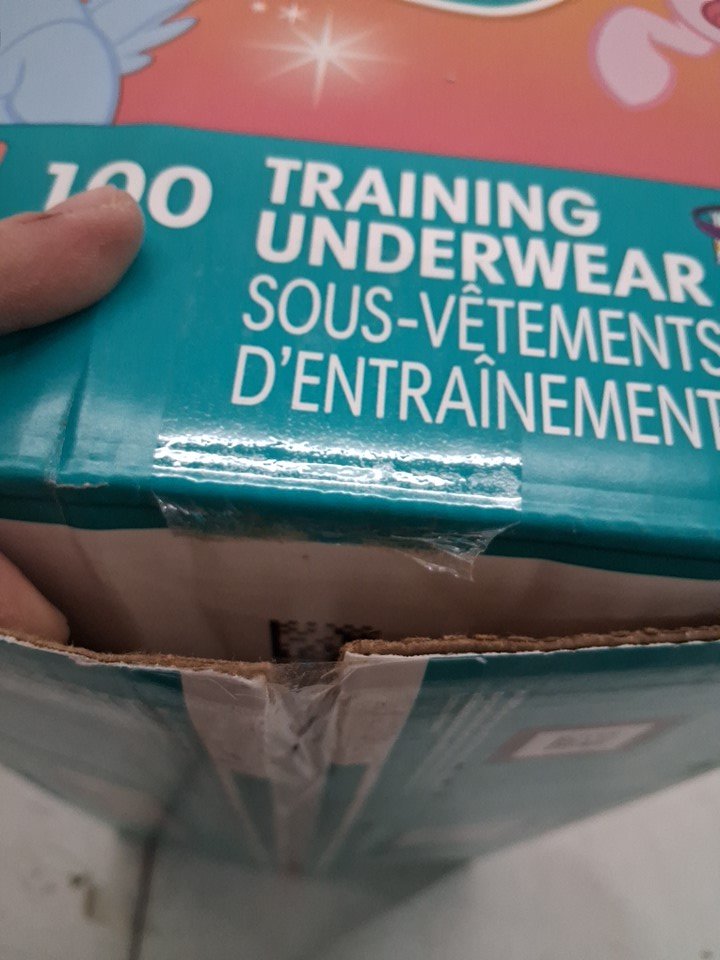 100
TRAINING
UNDERWEAR
SOUS-VÊTEMENTS
D'ENTRAÎNEMENT